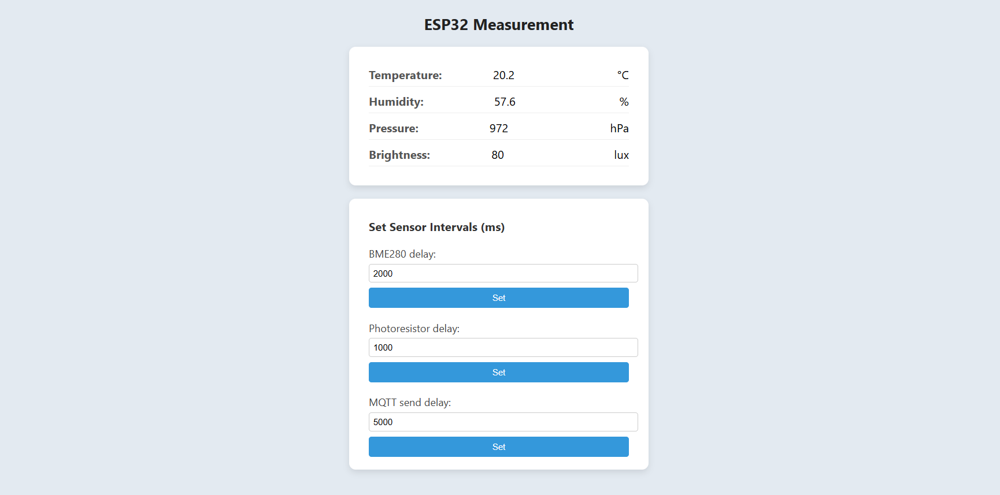 ESP32 Measurement
Temperature: 20.2 °C
Humidity: 57.6 %
Pressure: 972 hPa
Brightness: 80 lux
Set Sensor Intervals (ms)
BME280 delay:
2000
Set
Photoresistor delay:
1000
Set
MQTT send delay:
5000
Set